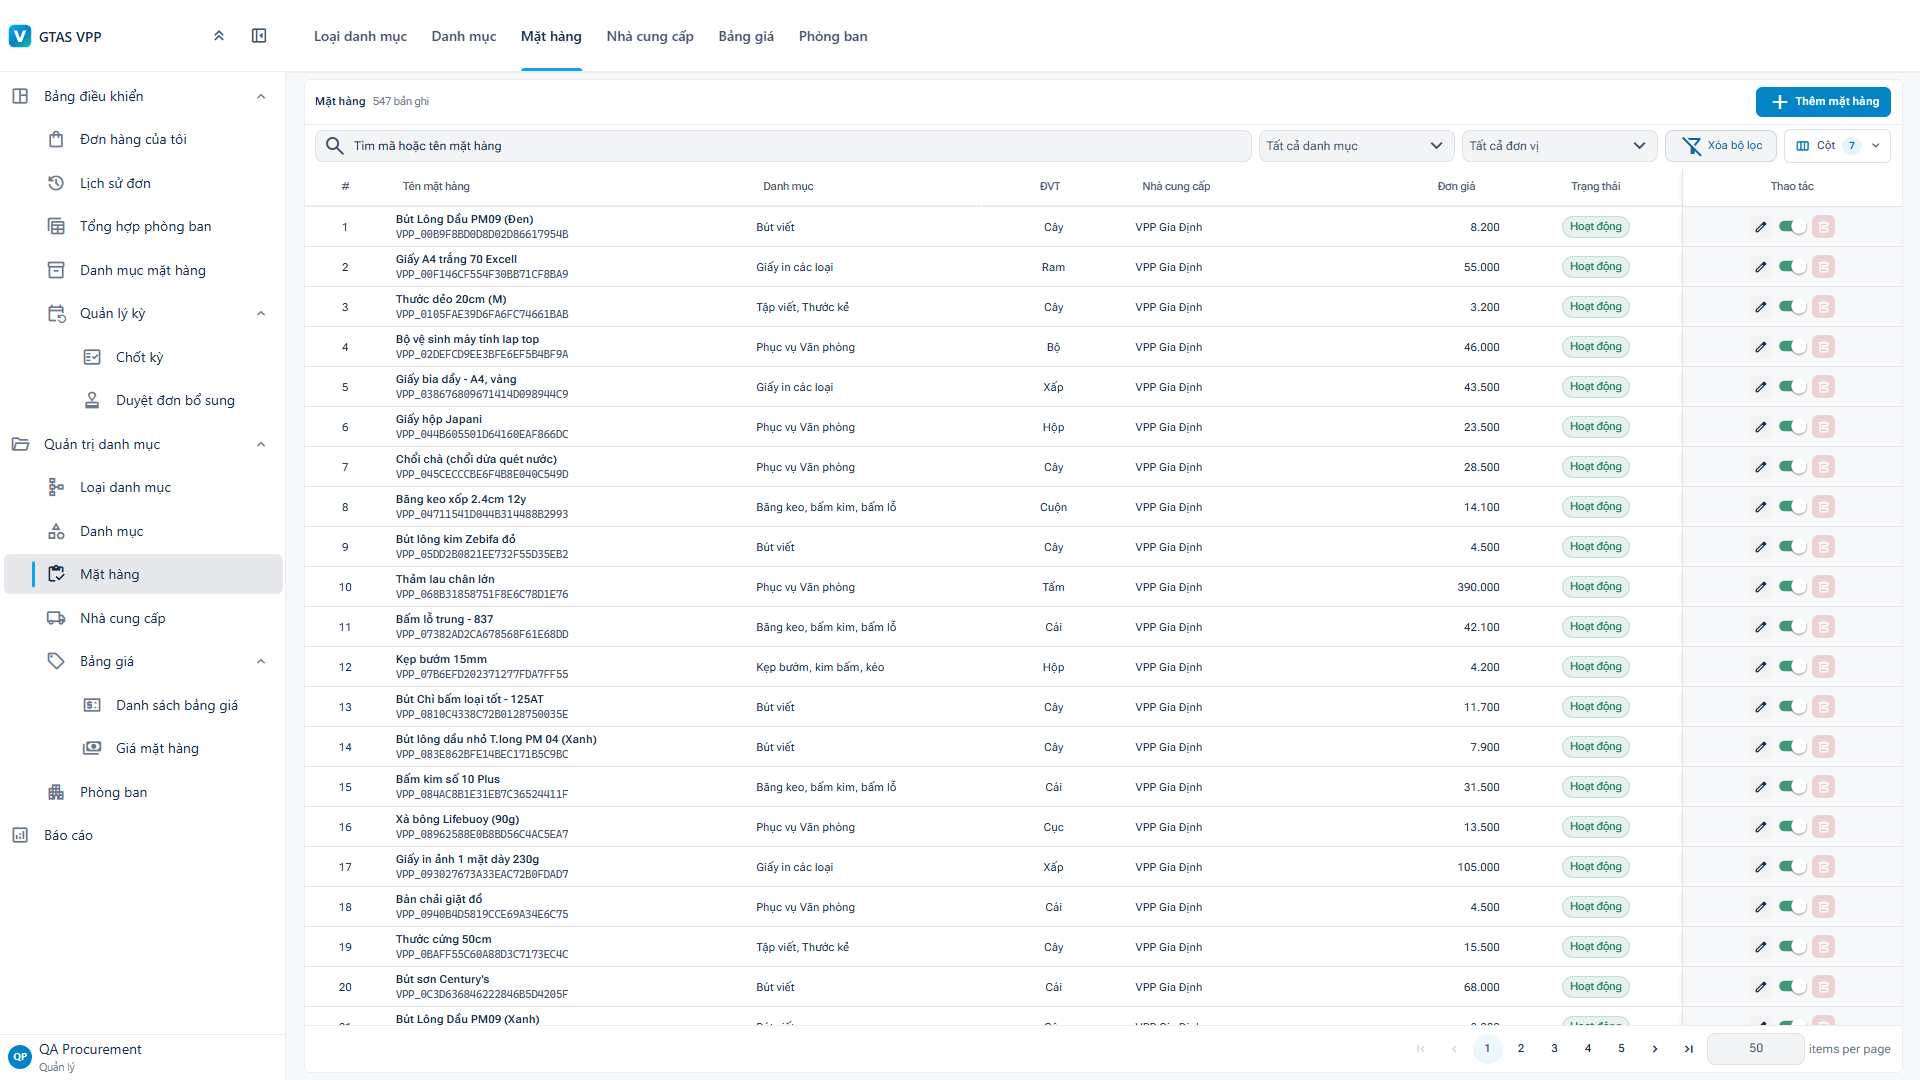 GTAS VPP
Loại danh mục
Danh mục
Mặt hàng
Nhà cung cấp
Bảng giá
Phòng ban
Bảng điều khiển
Đơn hàng của tôi
Lịch sử đơn
Tổng hợp phòng ban
Danh mục mặt hàng
Quản lý kỳ
Chốt kỳ
Duyệt đơn bổ sung
Quản trị danh mục
Loại danh mục
Danh mục
Mặt hàng
Nhà cung cấp
Bảng giá
Danh sách bảng giá
Giá mặt hàng
Phòng ban
Báo cáo
QP
QA Procurement
Quản lý
Mặt hàng 547 bản ghi
Thêm mặt hàng
Tìm mã hoặc tên mặt hàng
Tất cả danh mục
Tất cả đơn vị
Xóa bộ lọc
Cột 7
# Tên mặt hàng Danh mục ĐVT Nhà cung cấp Đơn giá Trạng thái Thao tác
1 Bút Lông Dầu PM09 (Đen) Bút viết Cây VPP Gia Định 8.200 Hoạt động
VPP_00B9F8BD0D8D02D86617954B
2 Giấy A4 trắng 70 Excell Giấy in các loại Ram VPP Gia Định 55.000 Hoạt động
VPP_00F146CF554F30BB71CF8BA9
3 Thước dẻo 20cm (M) Tập viết, Thước kẻ Cây VPP Gia Định 3.200 Hoạt động
VPP_0105FAE39D6FA6FC74661BAB
4 Bộ vệ sinh máy tính lap top Phục vụ Văn phòng Bộ VPP Gia Định 46.000 Hoạt động
VPP_02DEFCD9EE3BFE6EF5B4BF9A
5 Giấy bìa dầy - A4, vàng Giấy in các loại Xấp VPP Gia Định 43.500 Hoạt động
VPP_038676809671414D098944C9
6 Giấy hộp Japani Phục vụ Văn phòng Hộp VPP Gia Định 23.500 Hoạt động
VPP_044B605501D64160EAF866DC
7 Chổi chà (chổi dừa quét nước) Phục vụ Văn phòng Cây VPP Gia Định 28.500 Hoạt động
VPP_045CECCCBE6F4B8E040C549D
8 Băng keo xốp 2.4cm 12y Băng keo, bấm kim, bấm lỗ Cuộn VPP Gia Định 14.100 Hoạt động
VPP_04711541D044B314488B2993
9 Bút lông kim Zebifa đỏ Bút viết Cây VPP Gia Định 4.500 Hoạt động
VPP_05DD2B0821EE732F55D35EB2
10 Thảm lau chân lớn Phục vụ Văn phòng Tấm VPP Gia Định 390.000 Hoạt động
VPP_068B31858751F8E6C78D1E76
11 Bấm lỗ trung - 837 Băng keo, bấm kim, bấm lỗ Cái VPP Gia Định 42.100 Hoạt động
VPP_07382AD2CA678568F61E68DD
12 Kẹp bướm 15mm Kẹp bướm, kim bấm, kéo Hộp VPP Gia Định 4.200 Hoạt động
VPP_07B6EFD202371277FDA7FF55
13 Bút Chì bấm loại tốt - 125AT Bút viết Cây VPP Gia Định 11.700 Hoạt động
VPP_0810C4338C72B0128750035E
14 Bút lông dầu nhỏ T.long PM 04 (Xanh) Bút viết Cây VPP Gia Định 7.900 Hoạt động
VPP_083E862BFE14BEC171B5C9BC
15 Bấm kim số 10 Plus Băng keo, bấm kim, bấm lỗ Cái VPP Gia Định 31.500 Hoạt động
VPP_084AC8B1E31EB7C36524411F
16 Xà bông Lifebuoy (90g) Phục vụ Văn phòng Cục VPP Gia Định 13.500 Hoạt động
VPP_08962588E0B8BD56C4AC5EA7
17 Giấy in ảnh 1 mặt dày 230g Giấy in các loại Xấp VPP Gia Định 105.000 Hoạt động
VPP_093027673A33EAC72B0FDAD7
18 Bàn chải giặt đồ Phục vụ Văn phòng Cái VPP Gia Định 4.500 Hoạt động
VPP_0940B4D5819CCE69A34E6C75
19 Thước cứng 50cm Tập viết, Thước kẻ Cây VPP Gia Định 15.500 Hoạt động
VPP_0BAFF55C60A88D3C7173EC4C
20 Bút sơn Century's Bút viết Cái VPP Gia Định 68.000 Hoạt động
VPP_0C3D636846222846B5D4205F
Bút Lông Dầu PM09 (Xanh)
1 2 3 4 5 50 items per page